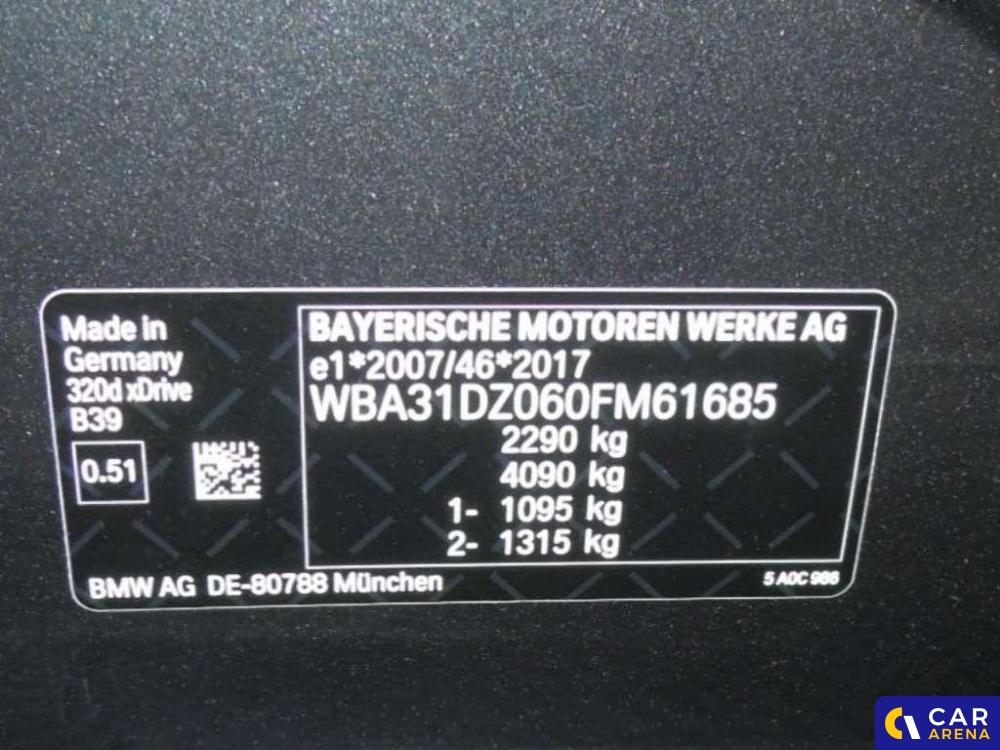 Made in
Germany
320d xDrive
B39
0.51
BAYERISCHE MOTOREN WERKE AG
e1*2007/46*2017
WBA31DZ060FM61685
2290 kg
4090 kg
1- 1095 kg
2- 1315 kg
BMW AG DE-80788 München
5 A0C 986
CAR
ARENA